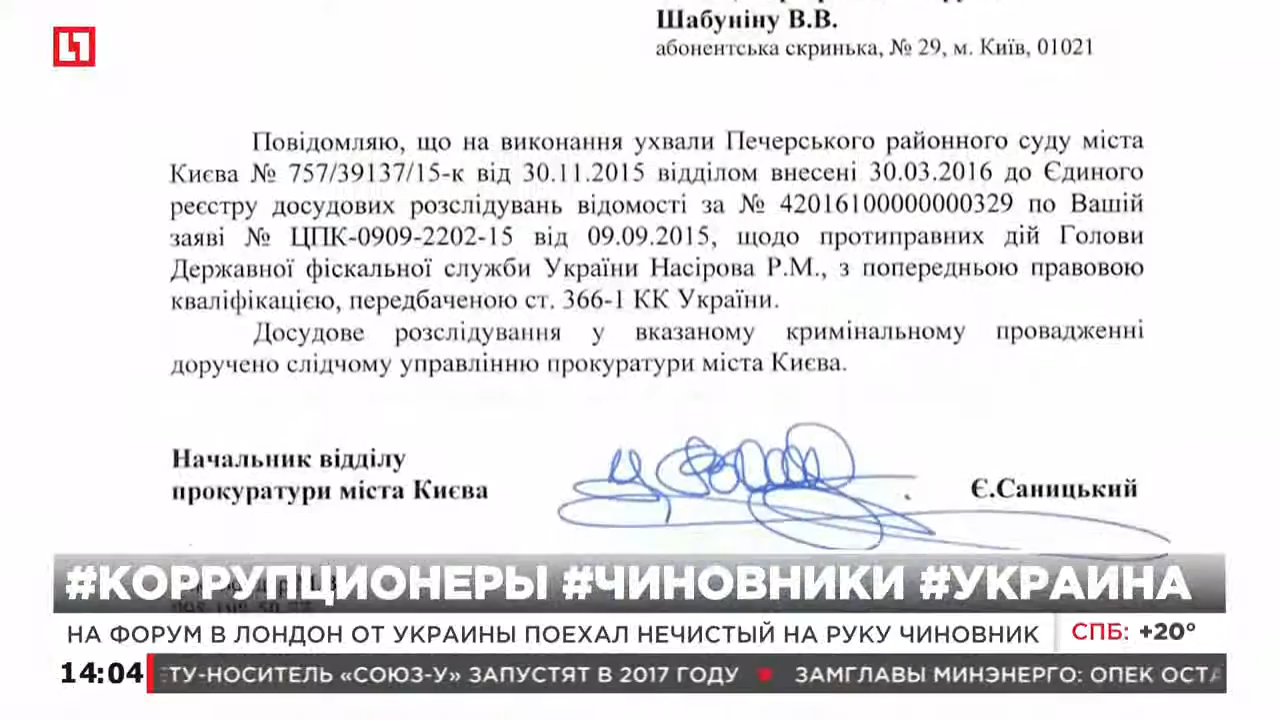 Шабуніну В.В.
абонентська скринька, № 29, м. Київ, 01021
Повідомляю, що на виконання ухвали Печерського районного суду міста
Києва № 757/39137/15-к від 30.11.2015 відділом внесені 30.03.2016 до Єдиного
реєстру досудових розслідувань відомості за № 42016100000000329 по Вашій
заяві № ЦПК-0909-2202-15 від 09.09.2015, щодо протиправних дій Голови
Державної фіскальної служби України Насірова Р.М., з попередньою правовою
кваліфікацією, передбаченою ст. 366-1 КК України.
Досудове розслідування у вказаному кримінальному провадженні
доручено слідчому управлінню прокуратури міста Києва.
Начальник відділу
прокуратури міста Києва
Є.Саницький
#КОРРУПЦИОНЕРЫ #ЧИНОВНИКИ #УКРАИНА
НА ФОРУМ В ЛОНДОН ОТ УКРАИНЫ ПОЕХАЛ НЕЧИСТЫЙ НА РУКУ ЧИНОВНИК
СПБ: +20°
14:04 ЕТУ-НОСИТЕЛЬ «СОЮЗ-У» ЗАПУСТЯТ В 2017 ГОДУ ЗАМГЛАВЫ МИНЭНЕРГО: ОПЕК ОСТА